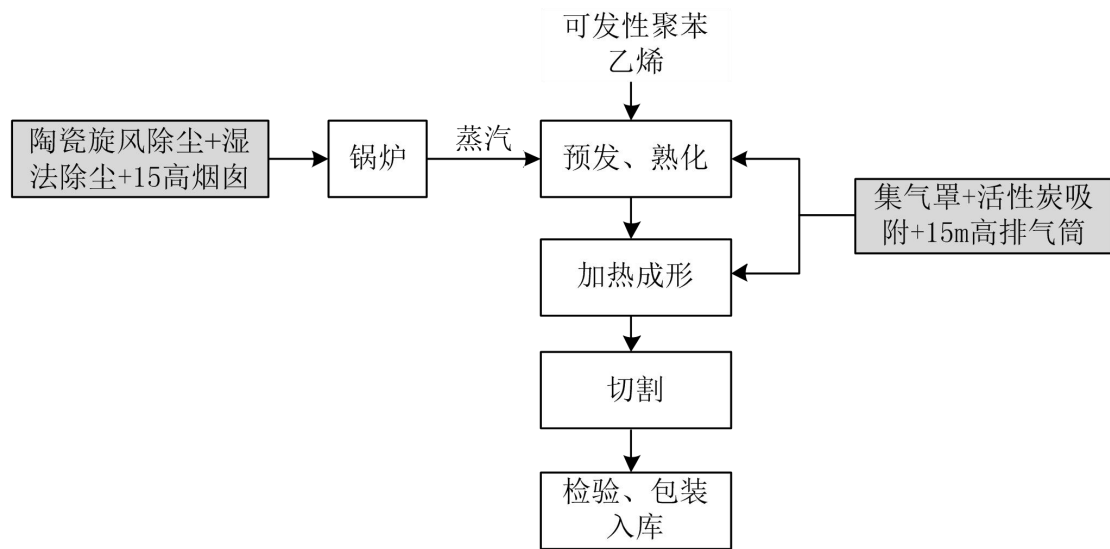 可发性聚苯
乙烯
陶瓷旋风除尘+湿
法除尘+15高烟囱
锅炉
蒸汽
预发、熟化
集气罩+活性炭吸
附+15m高排气筒
加热成形
切割
检验、包装
入库